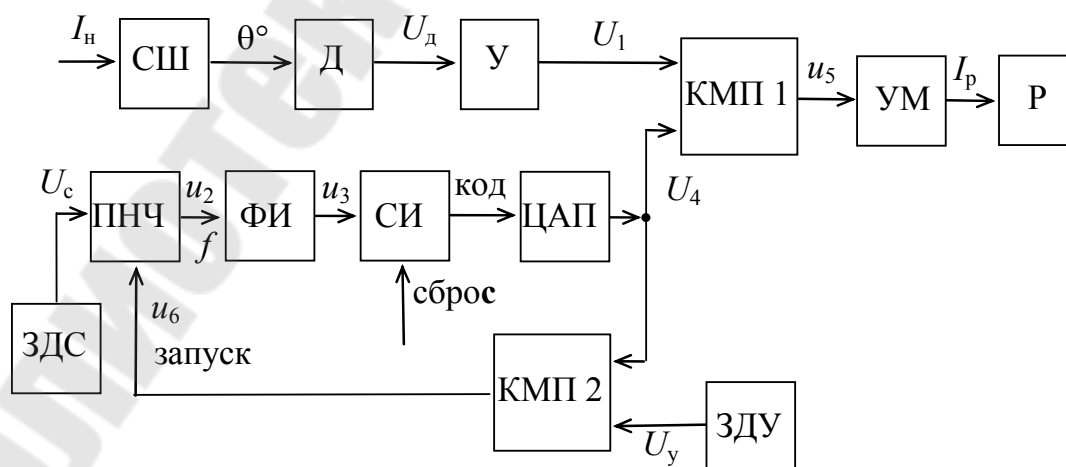 Iн θ° Uд U1 u5 Iр
СШ Д У КМП 1 УМ Р
Uс u2 u3 код U4
ПНЧ f ФИ СИ ЦАП
u6 сброс
ЗДС запуск КМП 2 ЗДУ
Uу